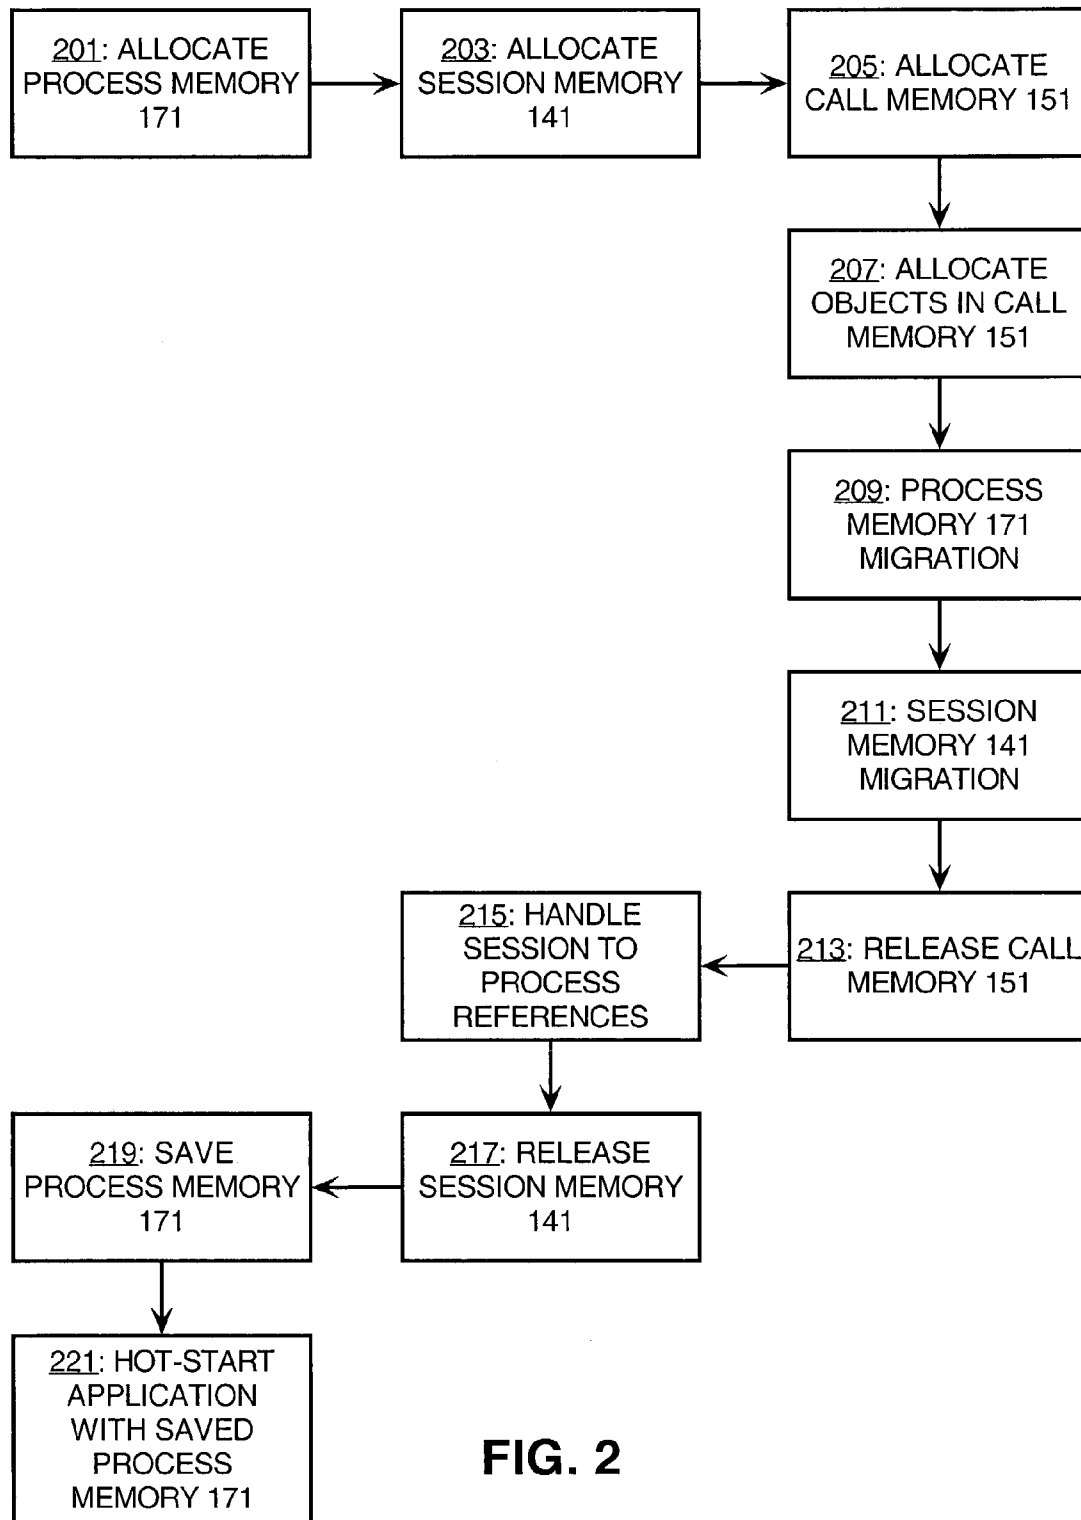 201: ALLOCATE
PROCESS MEMORY
171
203: ALLOCATE
SESSION MEMORY
141
205: ALLOCATE
CALL MEMORY 151
207: ALLOCATE
OBJECTS IN CALL
MEMORY 151
209: PROCESS
MEMORY 171
MIGRATION
211: SESSION
MEMORY 141
MIGRATION
213: RELEASE CALL
MEMORY 151
215: HANDLE
SESSION TO
PROCESS
REFERENCES
217: RELEASE
SESSION MEMORY
141
219: SAVE
PROCESS MEMORY
171
221: HOT-START
APPLICATION
WITH SAVED
PROCESS
MEMORY 171
FIG. 2